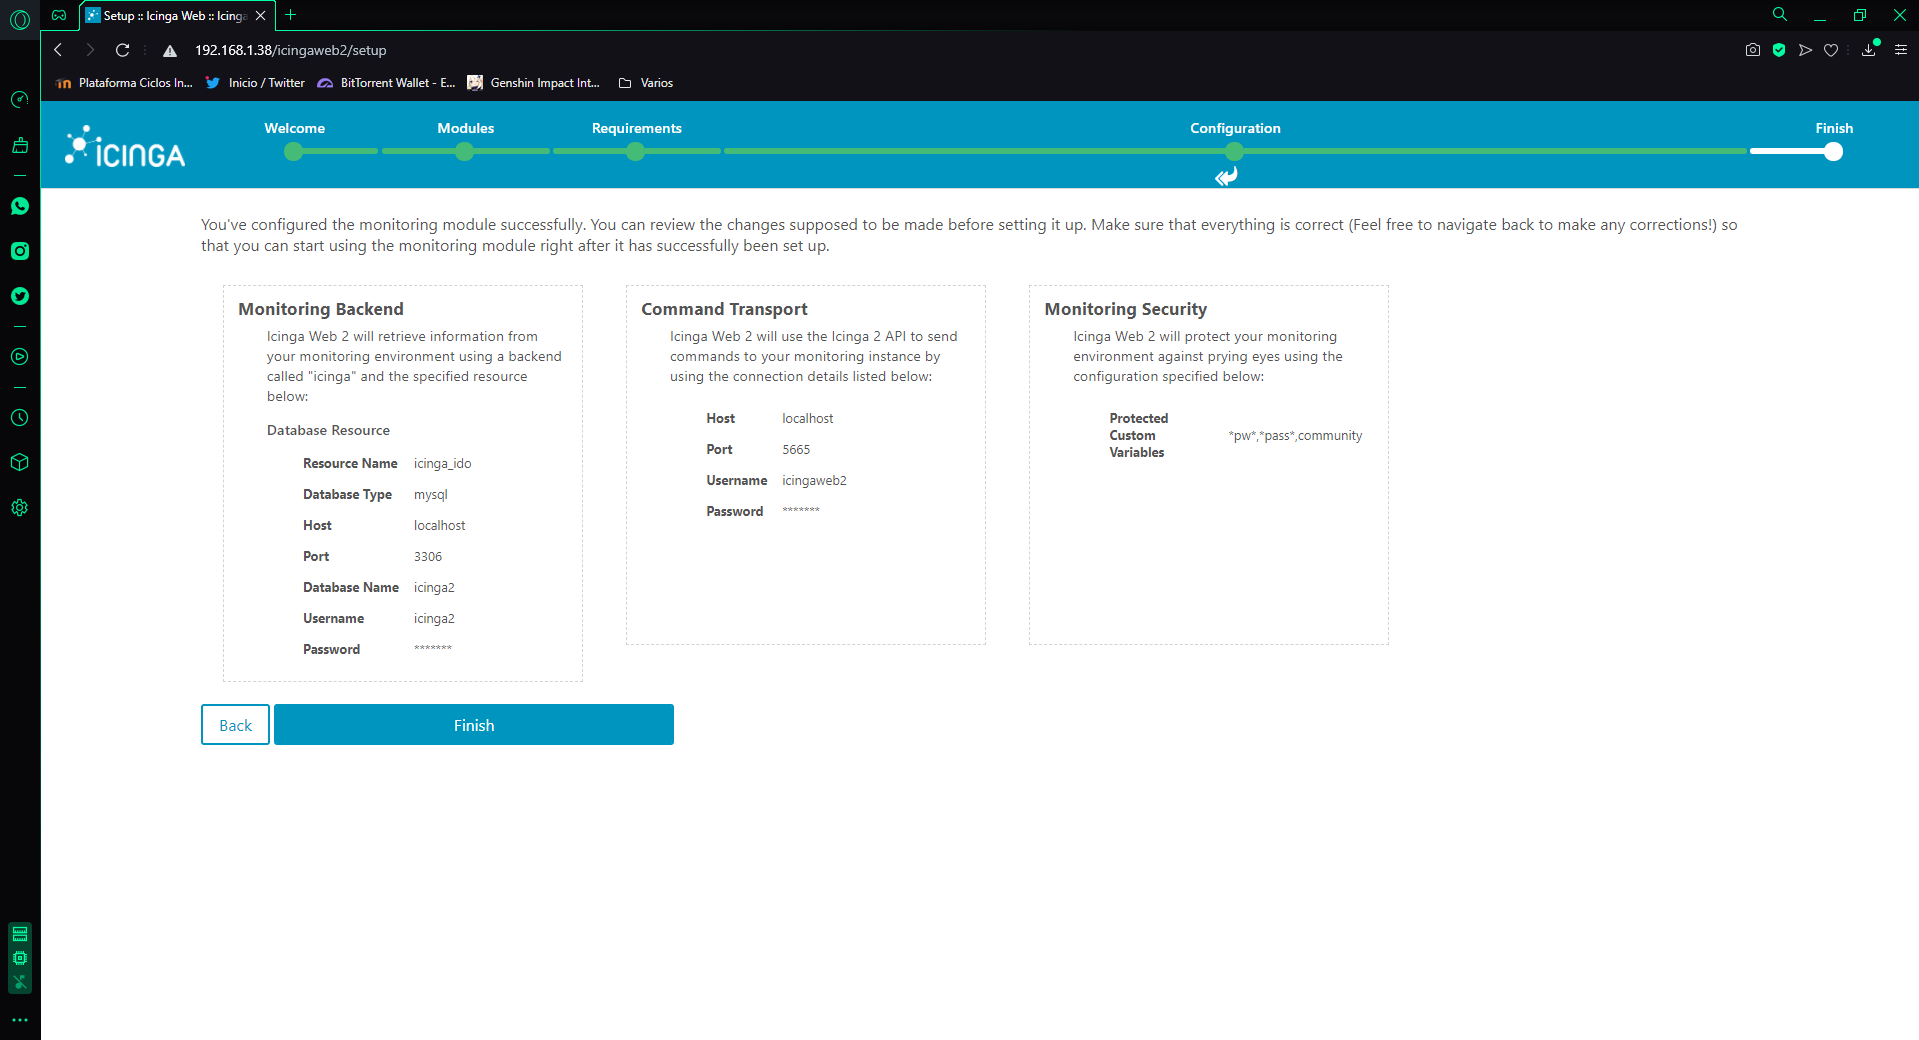 Setup :: Icinga Web :: Icinga
192.168.1.38/icingaweb2/setup
Plataforma Ciclos In...
Inicio / Twitter
BitTorrent Wallet - E...
Genshin Impact Int...
Varios
ICINGA
Welcome
Modules
Requirements
Configuration
Finish
You've configured the monitoring module successfully. You can review the changes supposed to be made before setting it up. Make sure that everything is correct (Feel free to navigate back to make any corrections!) so
that you can start using the monitoring module right after it has successfully been set up.
Monitoring Backend
Icinga Web 2 will retrieve information from
your monitoring environment using a backend
called "icinga" and the specified resource
below:
Database Resource
Resource Name icinga_ido
Database Type mysql
Host localhost
Port 3306
Database Name icinga2
Username icinga2
Password *******
Command Transport
Icinga Web 2 will use the Icinga 2 API to send
commands to your monitoring instance by
using the connection details listed below:
Host localhost
Port 5665
Username icingaweb2
Password *******
Monitoring Security
Icinga Web 2 will protect your monitoring
environment against prying eyes using the
configuration specified below:
Protected
Custom
Variables
*pw*,*pass*,community
Back
Finish